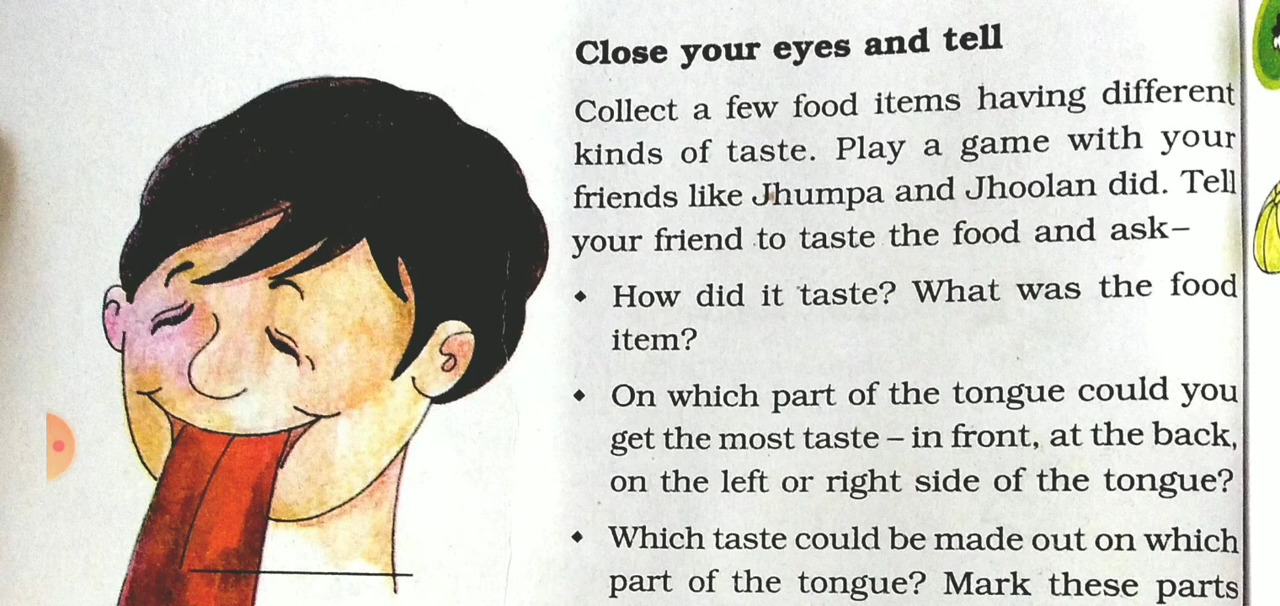 Close your eyes and tell
Collect a few food items having different
kinds of taste. Play a game with your
friends like Jhumpa and Jhoolan did. Tell
your friend to taste the food and ask–
• How did it taste? What was the food
item?
• On which part of the tongue could you
get the most taste – in front, at the back,
on the left or right side of the tongue?
• Which taste could be made out on which
part of the tongue? Mark these parts